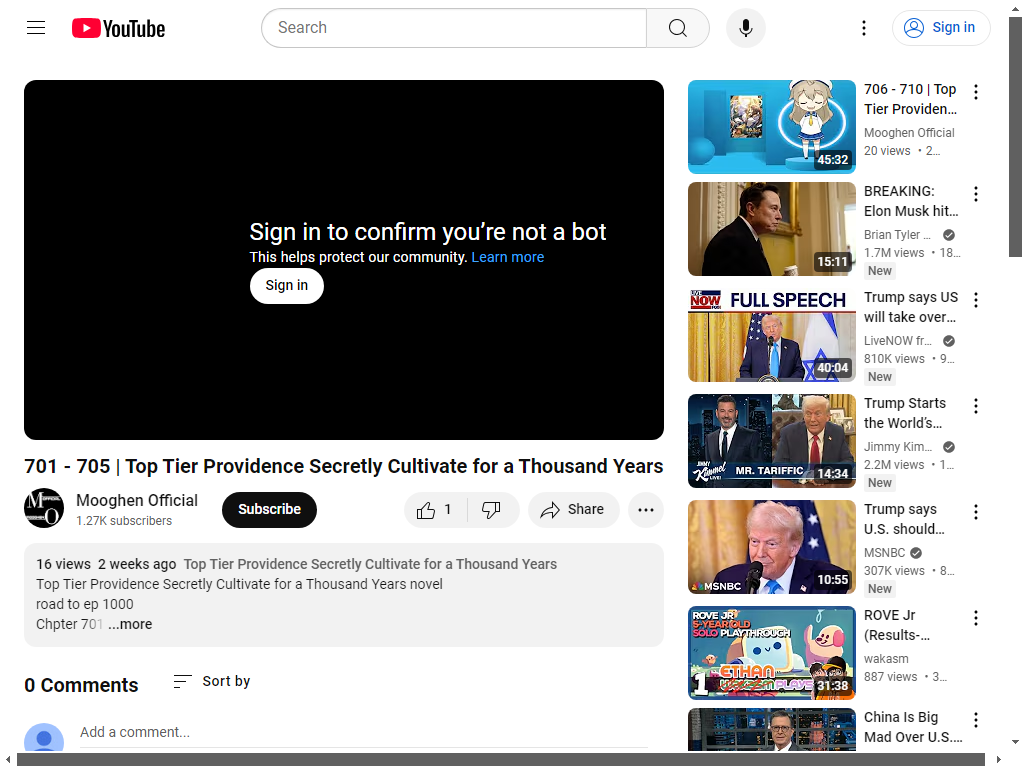 YouTube
Search
Sign in
Sign in to confirm you’re not a bot
This helps protect our community. Learn more
Sign in
701 - 705 | Top Tier Providence Secretly Cultivate for a Thousand Years
Mooghen Official
1.27K subscribers
Subscribe
1
Share
16 views 2 weeks ago Top Tier Providence Secretly Cultivate for a Thousand Years
Top Tier Providence Secretly Cultivate for a Thousand Years novel
road to ep 1000
Chpter 701 ...more
0 Comments
Sort by
Add a comment...
45:32
706 - 710 | Top
Tier Providen...
Mooghen Official
20 views • 2...
15:11
BREAKING:
Elon Musk hit...
Brian Tyler ...
1.7M views • 18...
New
LIVE
NOW
FULL SPEECH
40:04
Trump says US
will take over...
LiveNOW fr...
810K views • 9...
New
JIMMY
Kimmel
LIVE!
MR. TARIFFIC
14:34
Trump Starts
the World’s...
Jimmy Kim...
2.2M views • 1...
New
MSNBC
10:55
Trump says
U.S. should...
MSNBC
307K views • 8...
New
ROVE JR
5-YEAR-OLD
SOLO PLAYTHROUGH
1
ETHAN
WAKASM PLAYS
31:38
ROVE Jr
(Results-...
wakasm
887 views • 3...
China Is Big
Mad Over U.S....